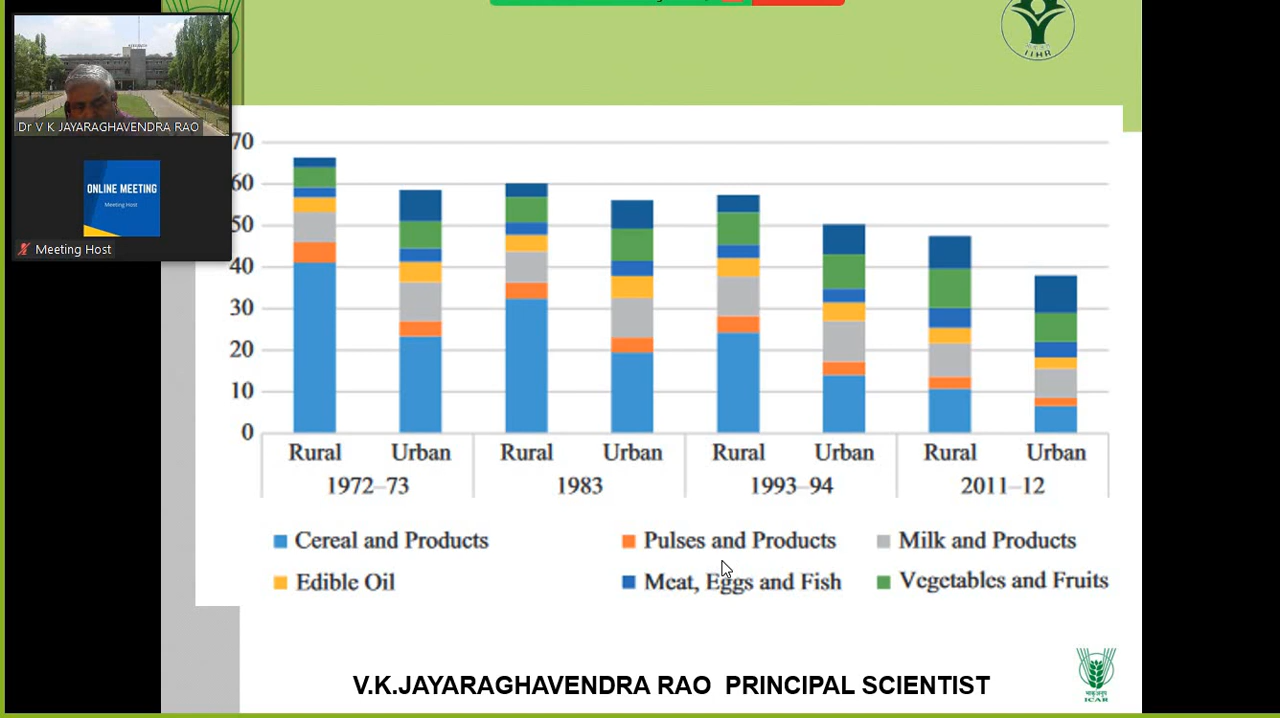 IIHR
Dr V K JAYARAGHAVENDRA RAO
ONLINE MEETING
Meeting Host
Meeting Host
70
60
50
40
30
20
10
0
Rural Urban Rural Urban Rural Urban Rural Urban
1972–73 1983 1993–94 2011–12
Cereal and Products Pulses and Products Milk and Products
Edible Oil Meat, Eggs and Fish Vegetables and Fruits
V.K.JAYARAGHAVENDRA RAO PRINCIPAL SCIENTIST
ICAR